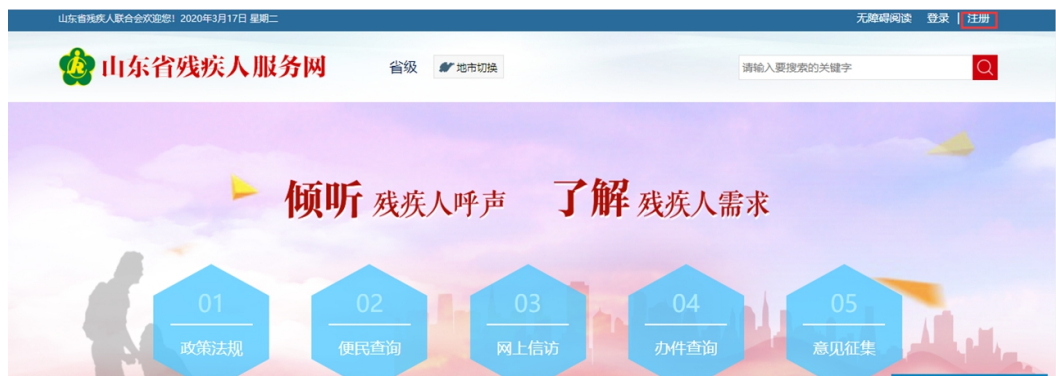 山东省残疾人联合会欢迎您！2020年3月17日 星期二
无障碍阅读 登录 | 注册
山东省残疾人服务网 省级 地市切换 请输入要搜索的关键字
倾听 残疾人呼声 了解 残疾人需求
01 02 03 04 05
政策法规 便民查询 网上信访 办件查询 意见征集